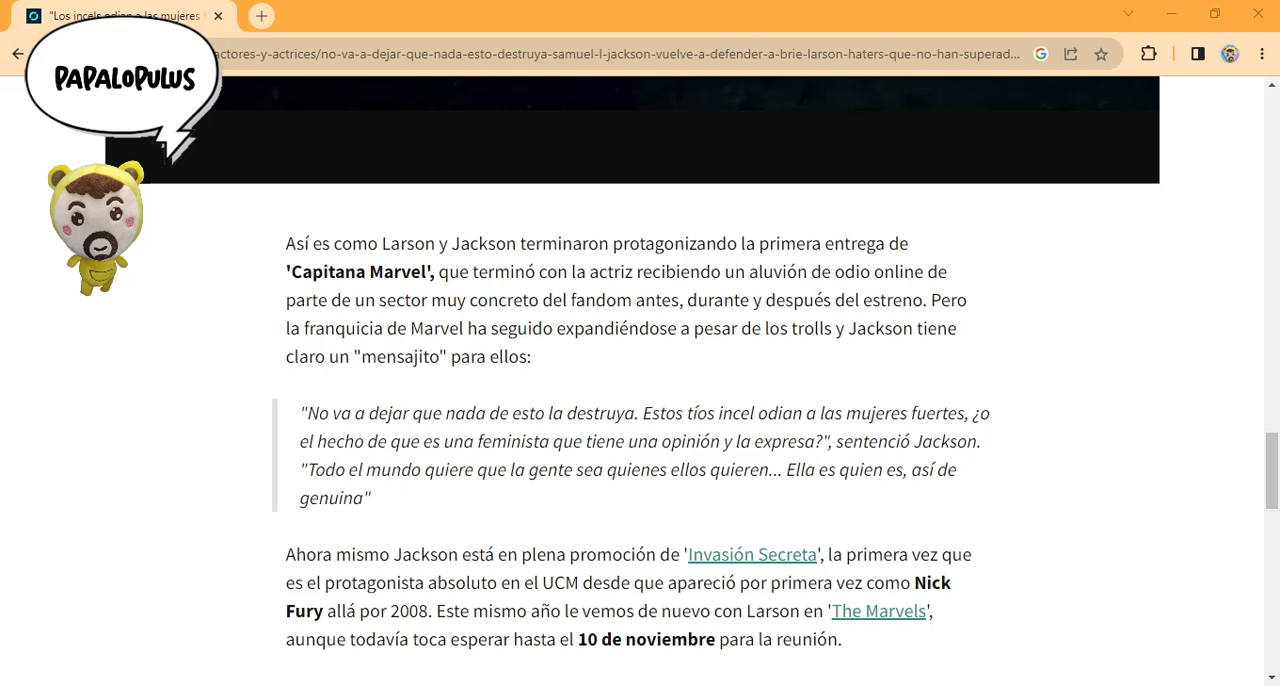 "Los incels odian a las mujeres
actores-y-actrices/no-va-a-dejar-que-nada-esto-destruya-samuel-l-jackson-vuelve-a-defender-a-brie-larson-haters-que-no-han-superad...
PAPALOPULUS
Así es como Larson y Jackson terminaron protagonizando la primera entrega de
'Capitana Marvel', que terminó con la actriz recibiendo un aluvión de odio online de
parte de un sector muy concreto del fandom antes, durante y después del estreno. Pero
la franquicia de Marvel ha seguido expandiéndose a pesar de los trolls y Jackson tiene
claro un "mensajito" para ellos:
"No va a dejar que nada de esto la destruya. Estos tíos incel odian a las mujeres fuertes, ¿o
el hecho de que es una feminista que tiene una opinión y la expresa?", sentenció Jackson.
"Todo el mundo quiere que la gente sea quienes ellos quieren... Ella es quien es, así de
genuina"
Ahora mismo Jackson está en plena promoción de 'Invasión Secreta', la primera vez que
es el protagonista absoluto en el UCM desde que apareció por primera vez como Nick
Fury allá por 2008. Este mismo año le vemos de nuevo con Larson en 'The Marvels',
aunque todavía toca esperar hasta el 10 de noviembre para la reunión.